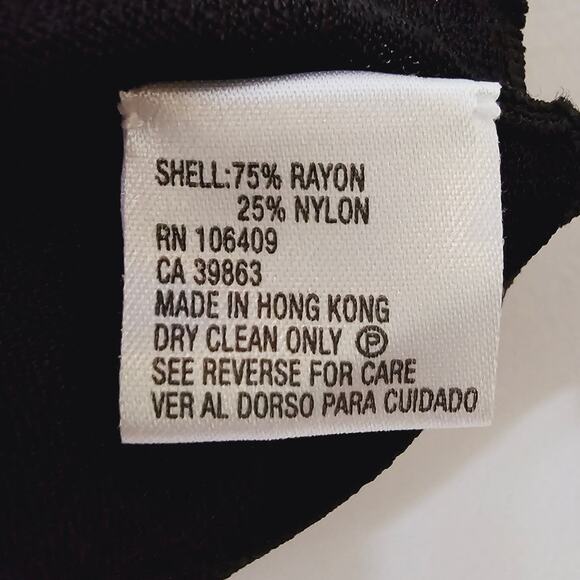 SHELL:75% RAYON
25% NYLON
RN 106409
CA 39863
MADE IN HONG KONG
DRY CLEAN ONLY Ⓟ
SEE REVERSE FOR CARE
VER AL DORSO PARA CUIDADO